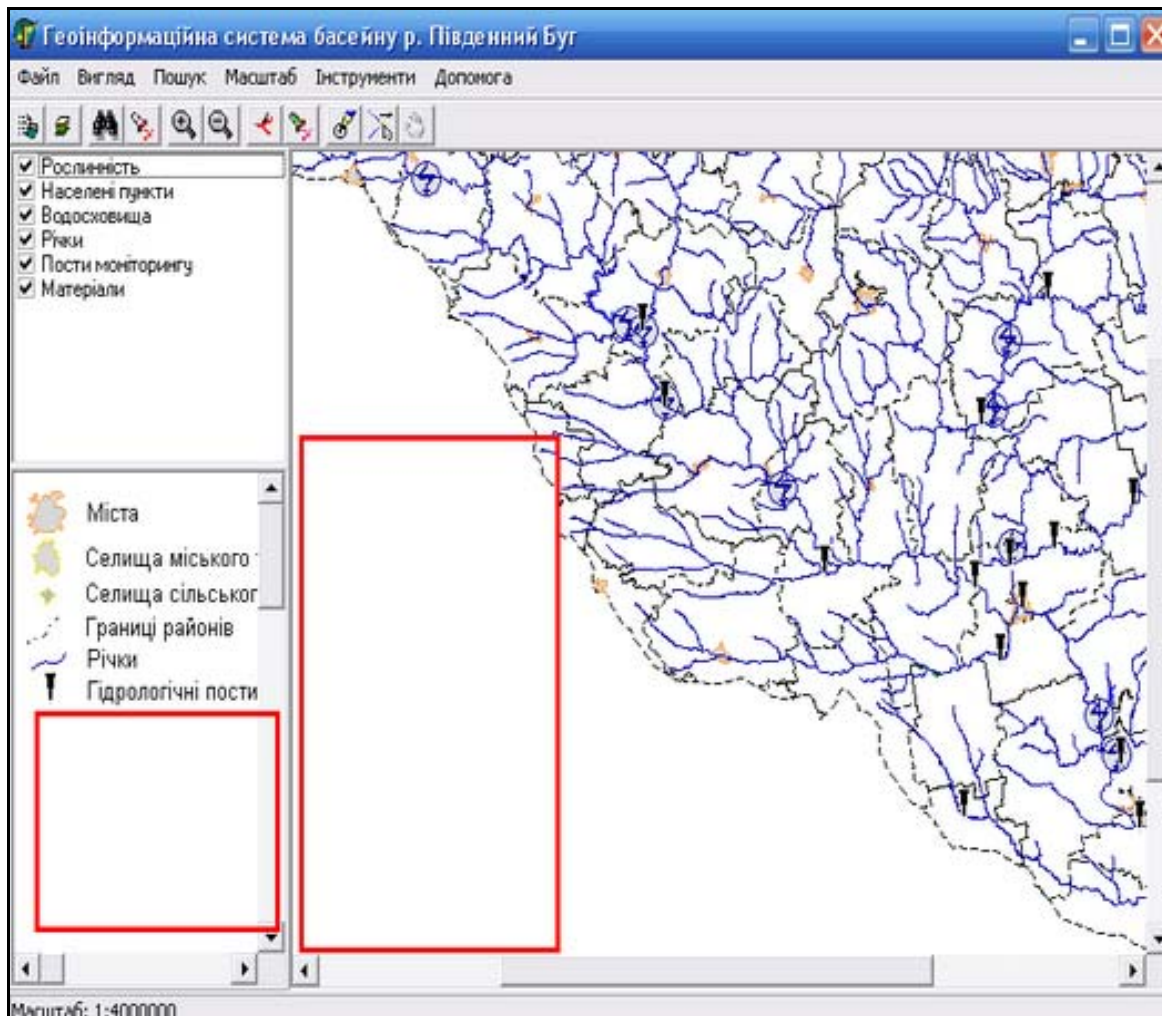 Геоінформаційна система басейну р. Південний Буг
Файл Вигляд Пошук Масштаб Інструменти Допомога
Рослинність
Населені пункти
Водосховища
Річки
Пости моніторингу
Матеріали
Міста
Селища міського
Селища сільськог
Границі районів
Річки
Гідрологічні пости
Масштаб: 1:4000000